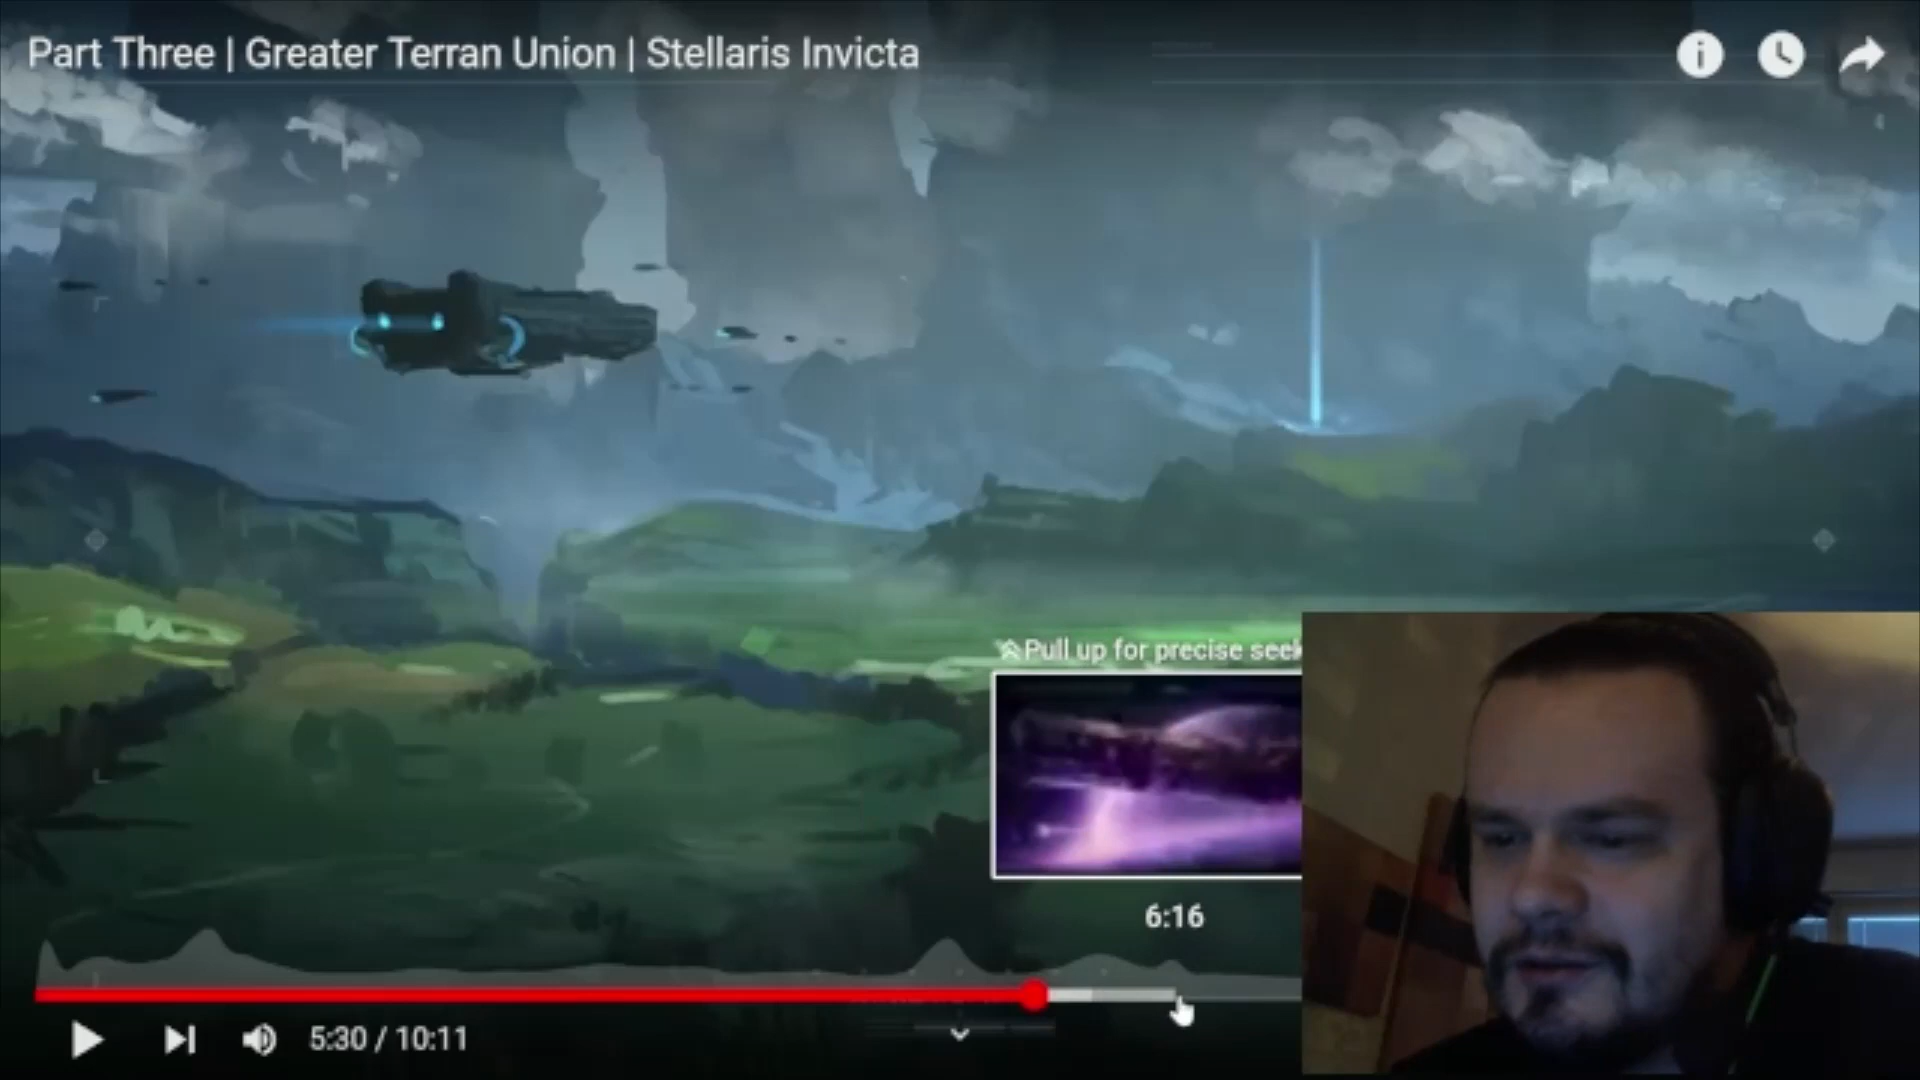 Part Three | Greater Terran Union | Stellaris Invicta
Pull up for precise seek
6:16
5:30 / 10:11